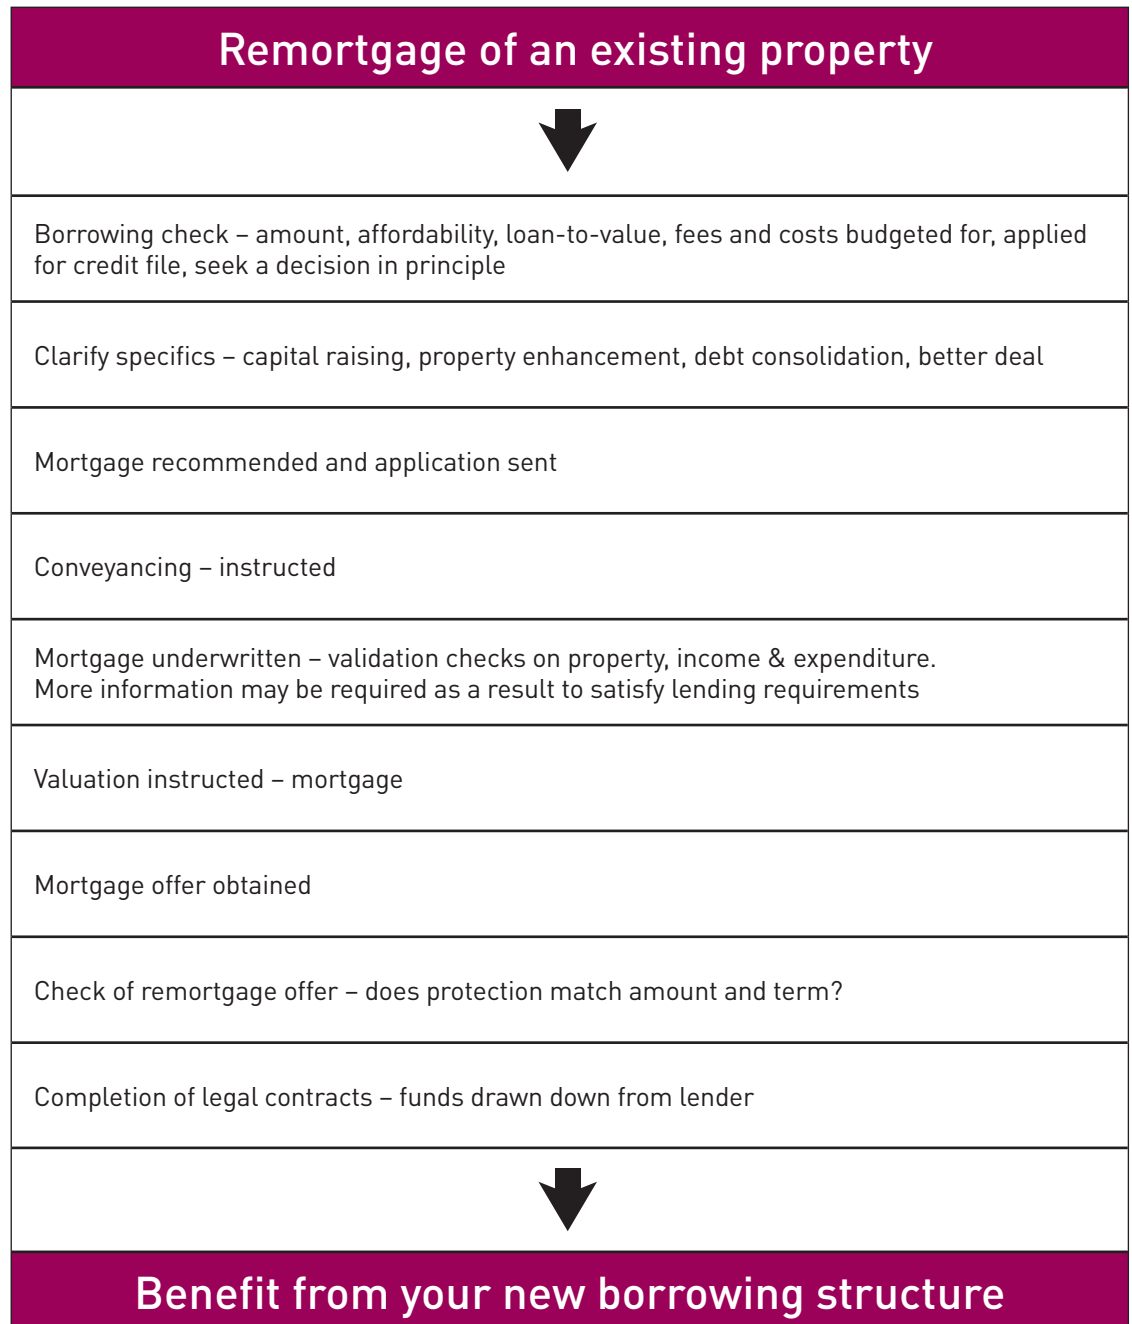 Remortgage of an existing property
Borrowing check – amount, affordability, loan-to-value, fees and costs budgeted for, applied
for credit file, seek a decision in principle
Clarify specifics – capital raising, property enhancement, debt consolidation, better deal
Mortgage recommended and application sent
Conveyancing – instructed
Mortgage underwritten – validation checks on property, income & expenditure.
More information may be required as a result to satisfy lending requirements
Valuation instructed – mortgage
Mortgage offer obtained
Check of remortgage offer – does protection match amount and term?
Completion of legal contracts – funds drawn down from lender
Benefit from your new borrowing structure